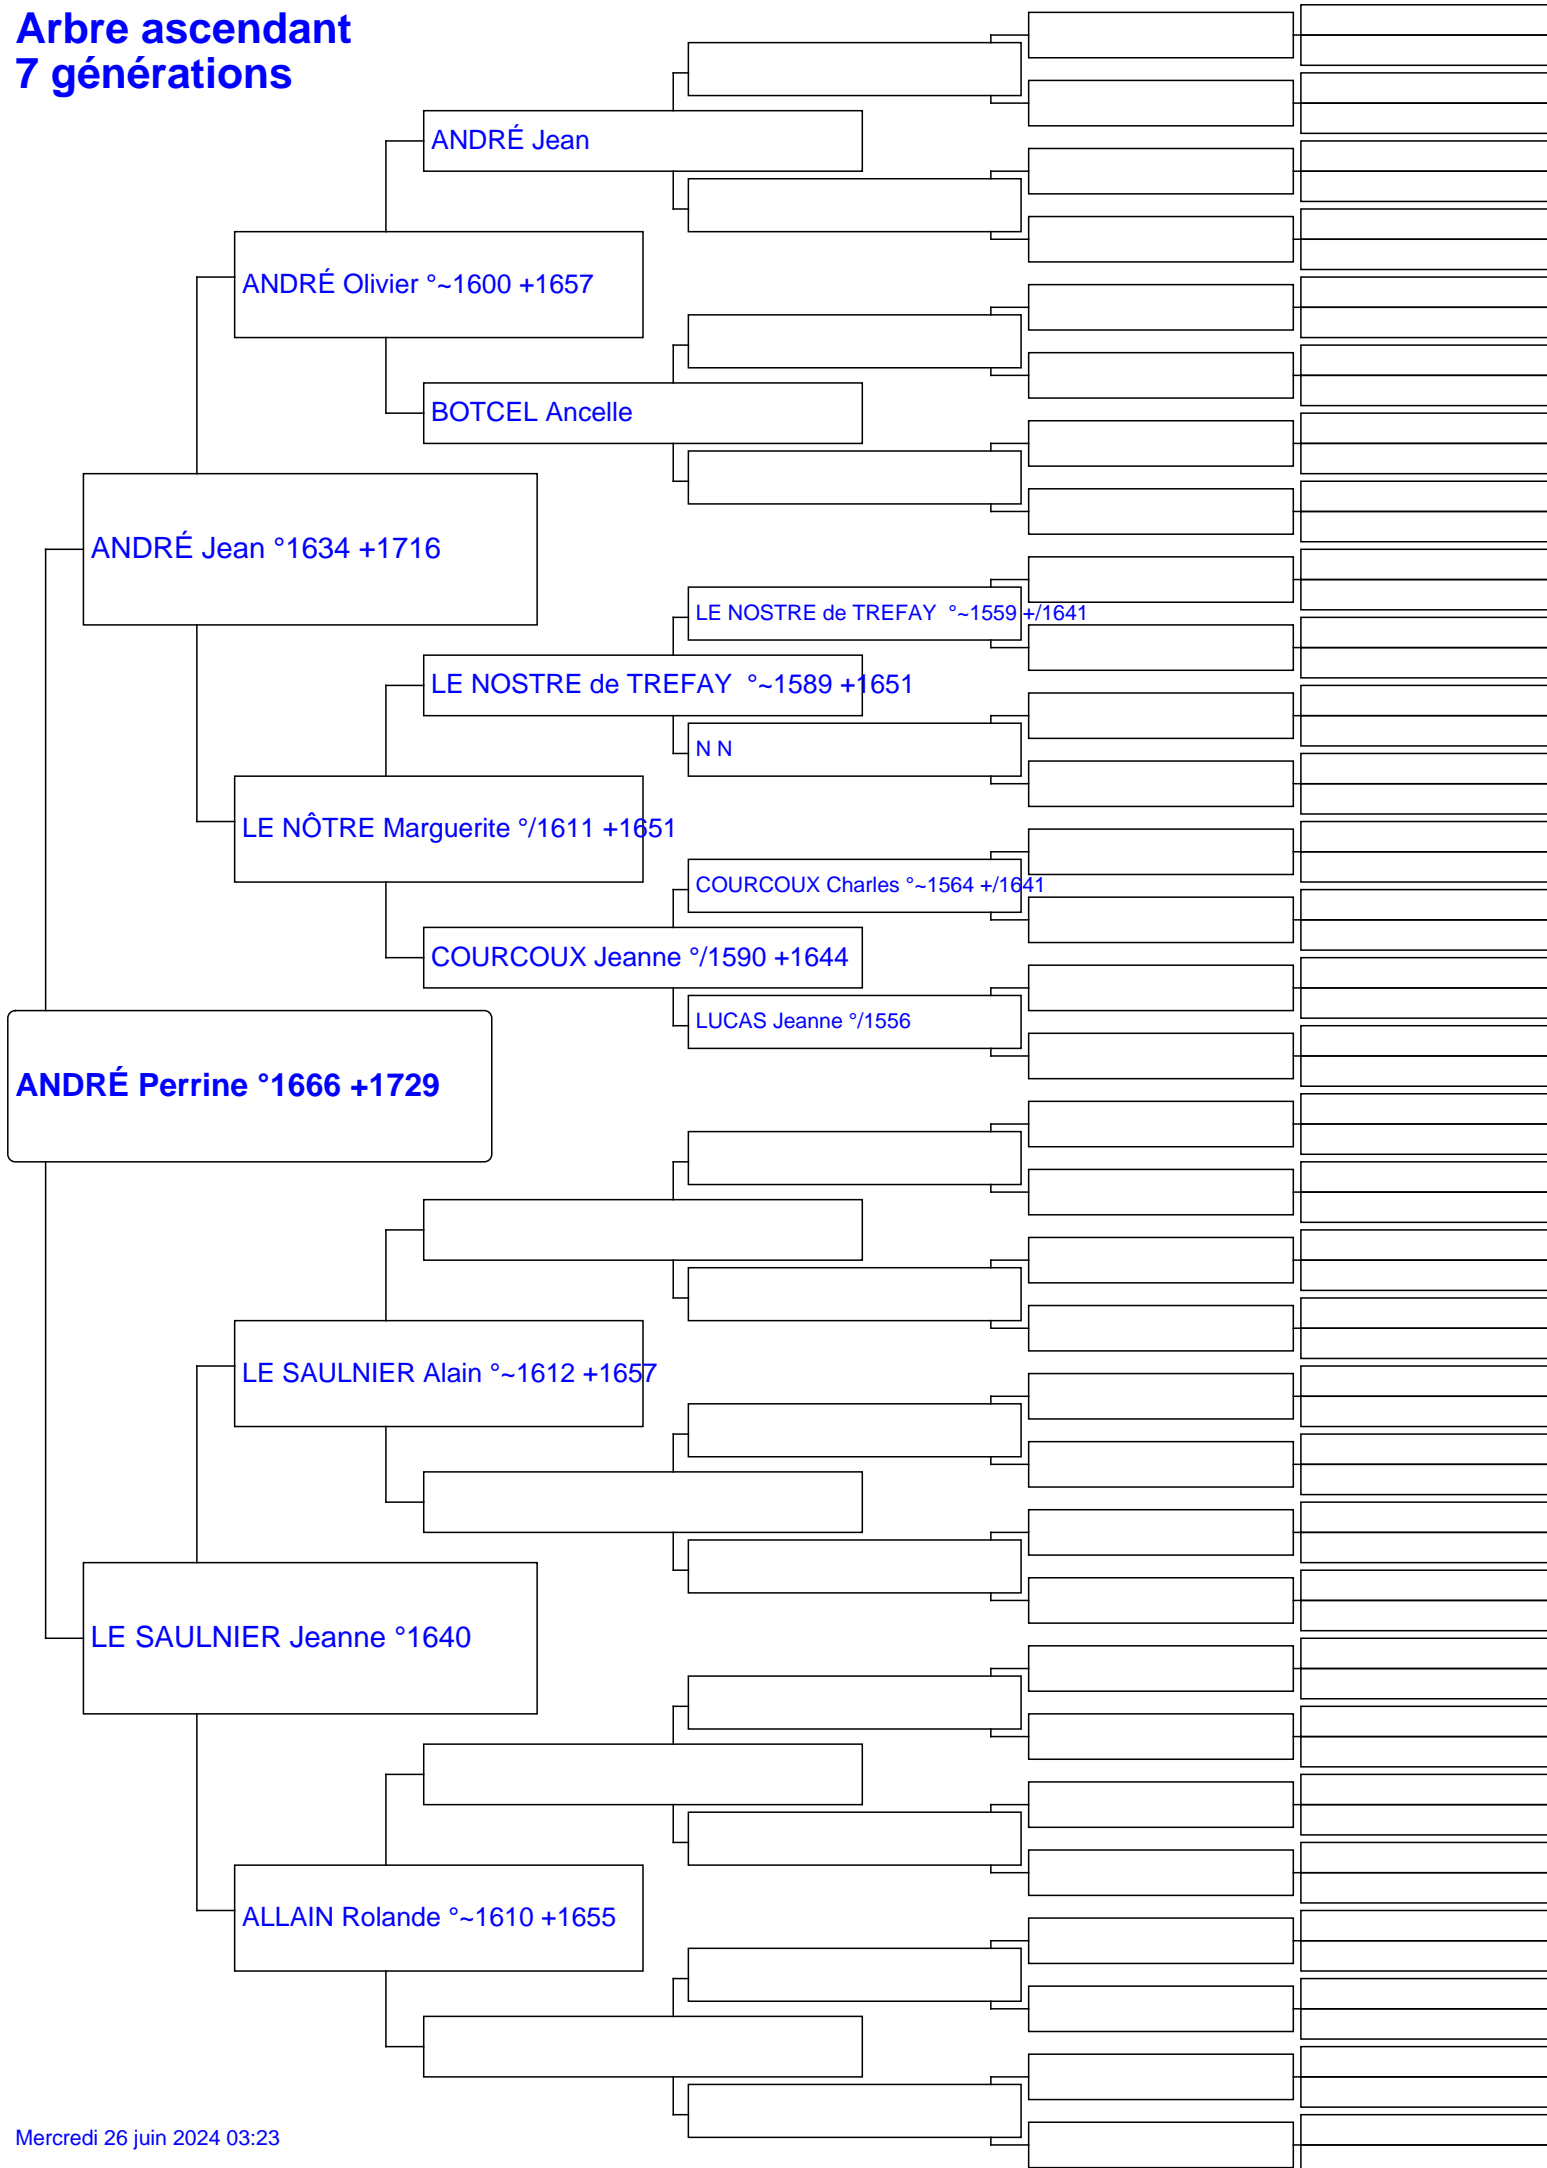 Arbre ascendant
7 générations
ANDRÉ Jean
ANDRÉ Olivier °~1600 +1657
BOTCEL Ancelle
ANDRÉ Jean °1634 +1716
LE NOSTRE de TREFAY  °~1559 +/1641
LE NOSTRE de TREFAY  °~1589 +1651
N N
LE NÔTRE Marguerite °/1611 +1651
COURCOUX Charles °~1564 +/1641
COURCOUX Jeanne °/1590 +1644
LUCAS Jeanne °/1556
ANDRÉ Perrine °1666 +1729
LE SAULNIER Alain °~1612 +1657
LE SAULNIER Jeanne °1640
ALLAIN Rolande °~1610 +1655
Mercredi 26 juin 2024 03:23